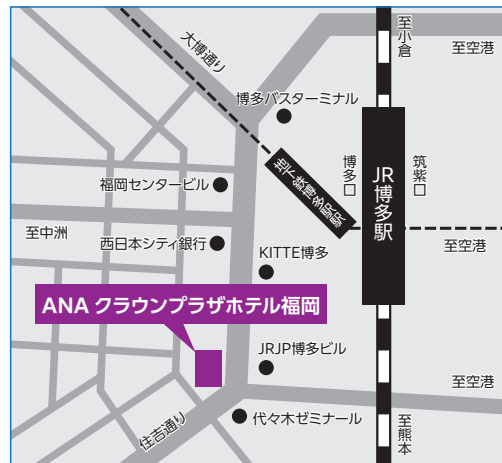 至小倉
至空港
大博通り
博多バスターミナル
地下鉄博多駅
博多口
JR博多駅
筑紫口
福岡センタービル
至中洲
西日本シティ銀行
至空港
KITTE博多
ANA クラウンプラザホテル福岡
JRJP博多ビル
至空港
住吉通り
代々木ゼミナール
至熊本